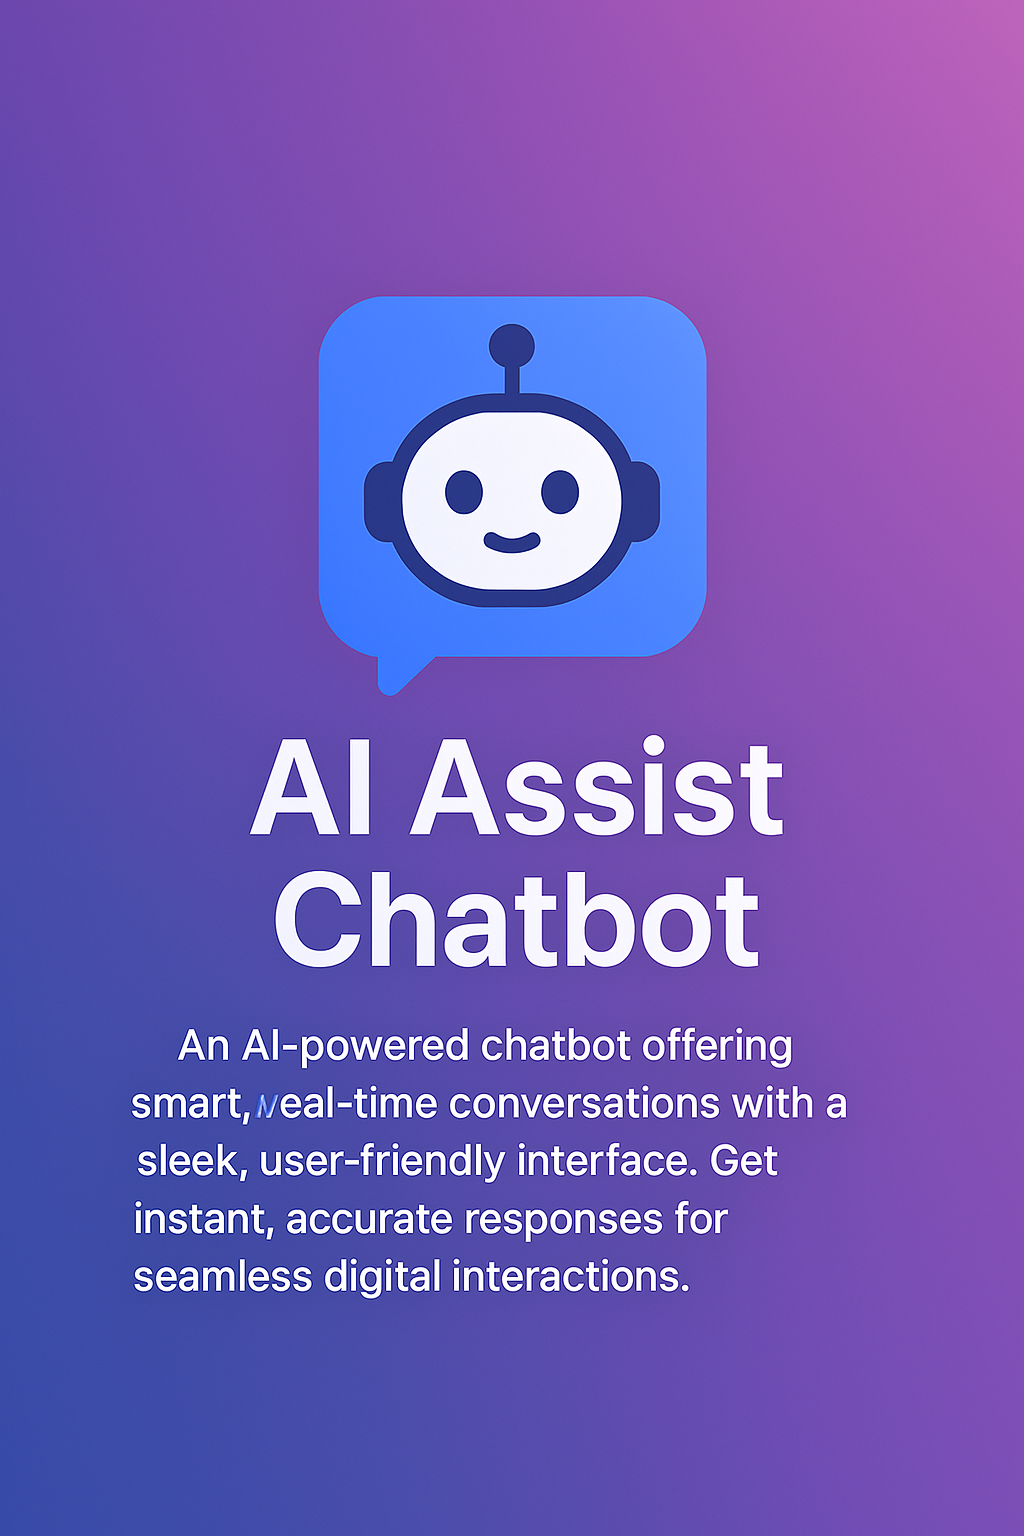 AI Assist
Chatbot
An AI-powered chatbot offering
smart, eal-time conversations with a
sleek, user-friendly interface. Get
instant, accurate responses for
seamless digital interactions.